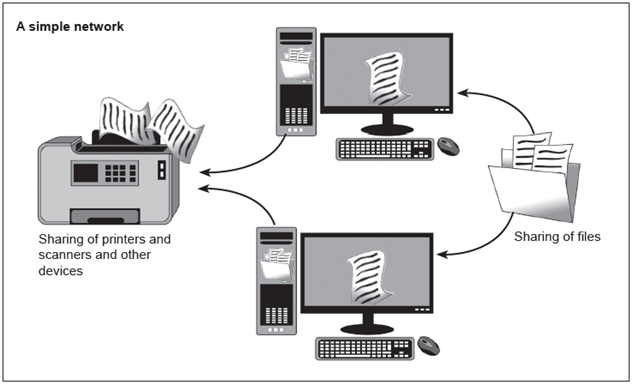 A simple network
Sharing of printers and
scanners and other
devices
Sharing of files